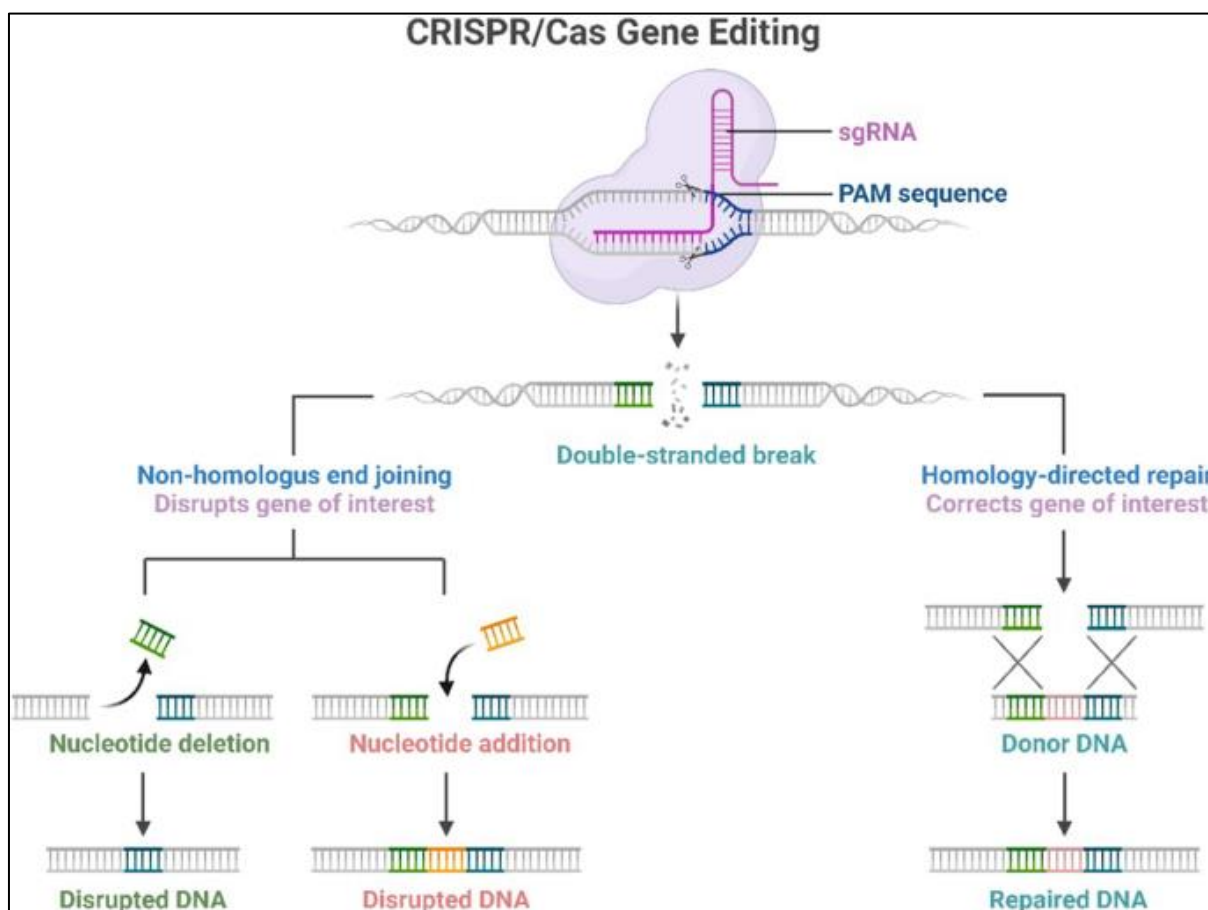 CRISPR/Cas Gene Editing
sgRNA
PAM sequence
Double-stranded break
Non-homologus end joining
Disrupts gene of interest
Homology-directed repair
Corrects gene of interest
Nucleotide deletion
Nucleotide addition
Donor DNA
Disrupted DNA
Disrupted DNA
Repaired DNA